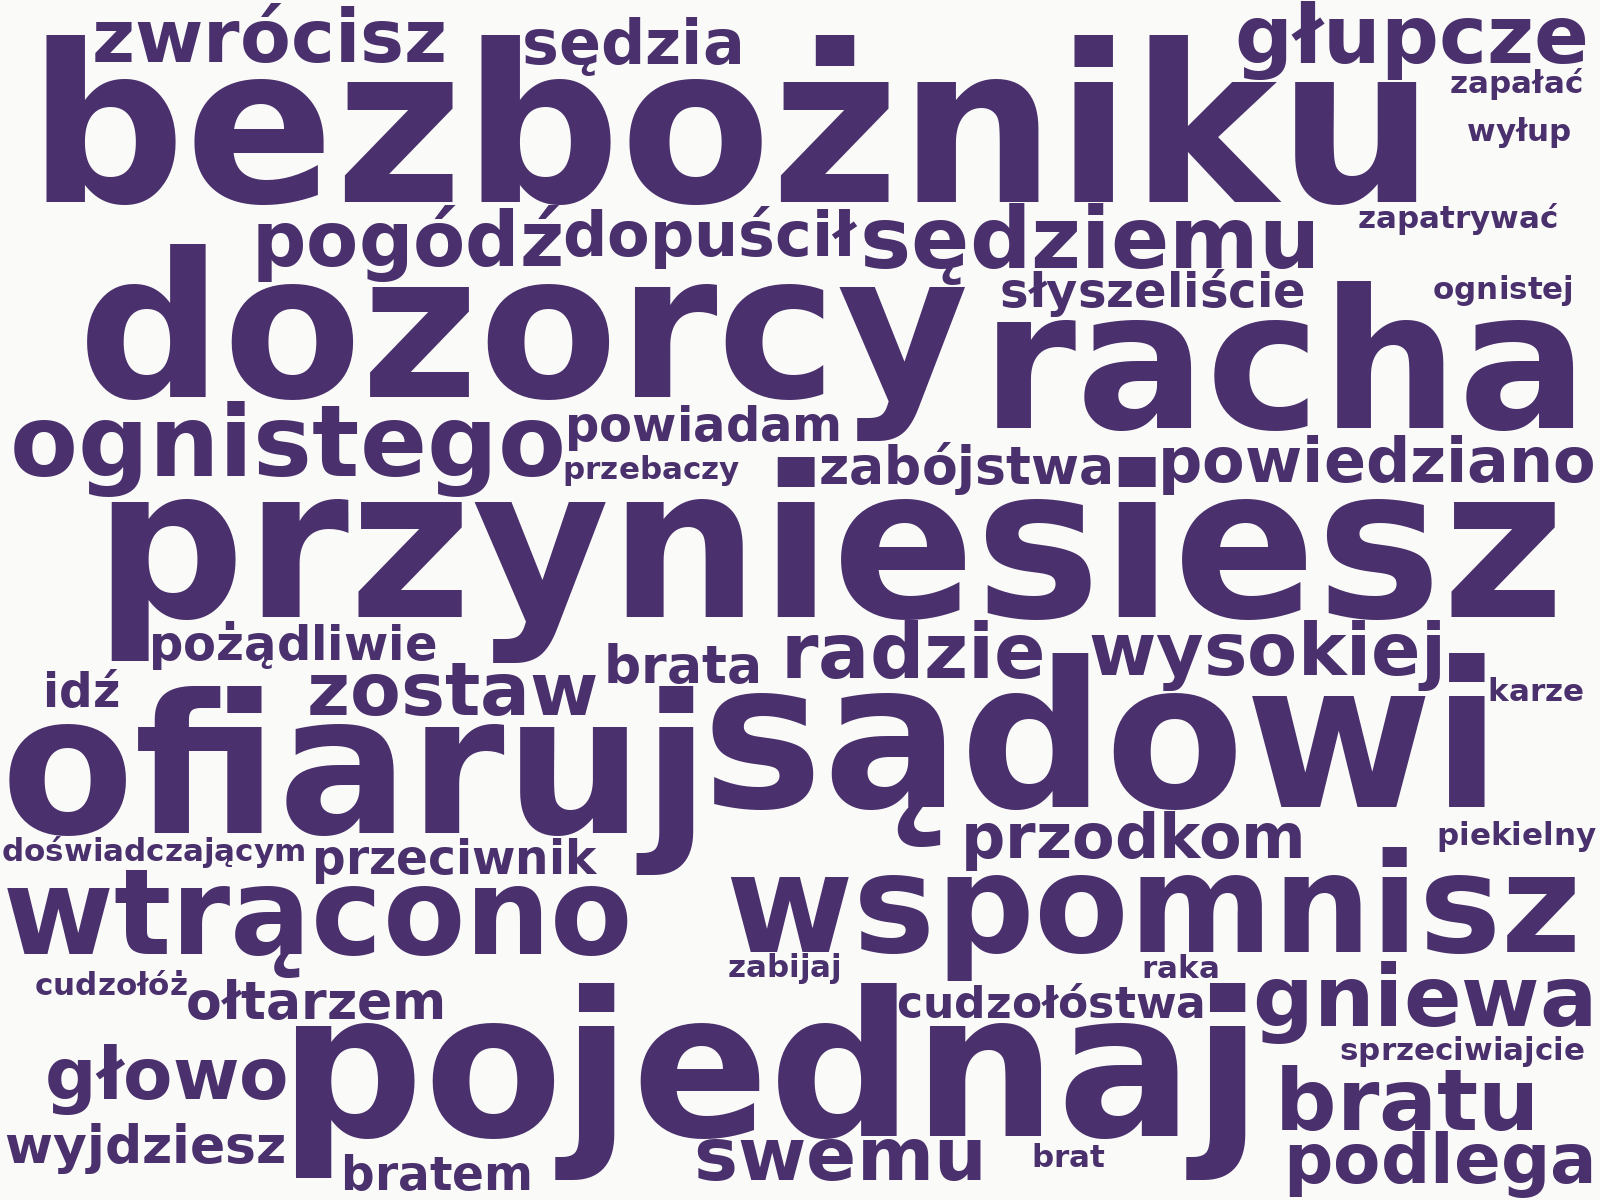 zwrócisz sędzia głupcze
bezbożniku zapałać
wyłup
pogódź dopuścił sędziemu zapatrywać
dozorcy słyszeliście ognistej
racha
ognistego powiadam
przebaczy zabójstwa powiedziano
przyniesiesz
pożądliwie brata radzie wysokiej
idź zostaw karze
ofiaruj sądowi
doświadczającym przeciwnik przodkom piekielny
wtrącono wspomnisz
cudzołóż ołtarzem zabijaj cudzołóstwa raka gniewa
głowo pojednaj sprzeciwiajcie
bratu
wyjdziesz bratem swemu brat podlega